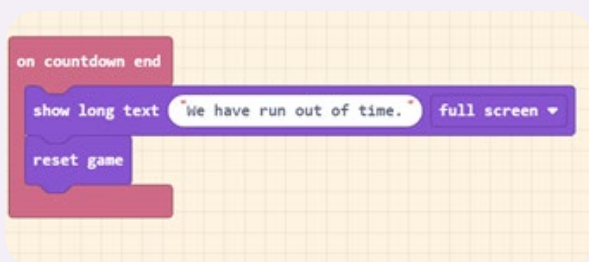 on countdown end
show long text "We have run out of time." full screen
reset game